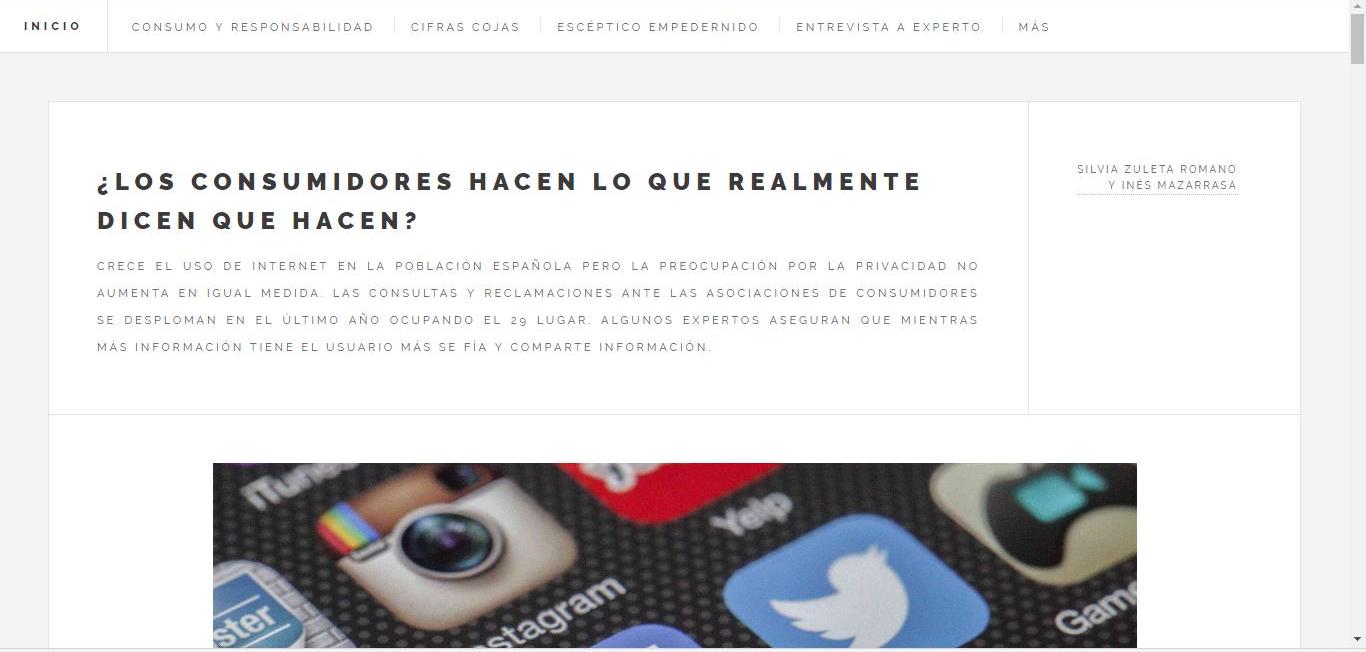 INICIO
CONSUMO Y RESPONSABILIDAD
CIFRAS COJAS
ESCÉPTICO EMPEDERNIDO
ENTREVISTA A EXPERTO
MÁS
¿LOS CONSUMIDORES HACEN LO QUE REALMENTE
DICEN QUE HACEN?
CRECE EL USO DE INTERNET EN LA POBLACIÓN ESPAÑOLA PERO LA PREOCUPACIÓN POR LA PRIVACIDAD NO
AUMENTA EN IGUAL MEDIDA. LAS CONSULTAS Y RECLAMACIONES ANTE LAS ASOCIACIONES DE CONSUMIDORES
SE DESPLOMAN EN EL ÚLTIMO AÑO OCUPANDO EL 29 LUGAR. ALGUNOS EXPERTOS ASEGURAN QUE MIENTRAS
MÁS INFORMACIÓN TIENE EL USUARIO MÁS SE FÍA Y COMPARTE INFORMACIÓN.
SILVIA ZULETA ROMANO
Y INÉS MAZARRASA
iTunes
Yelp
stagram
Game
ster